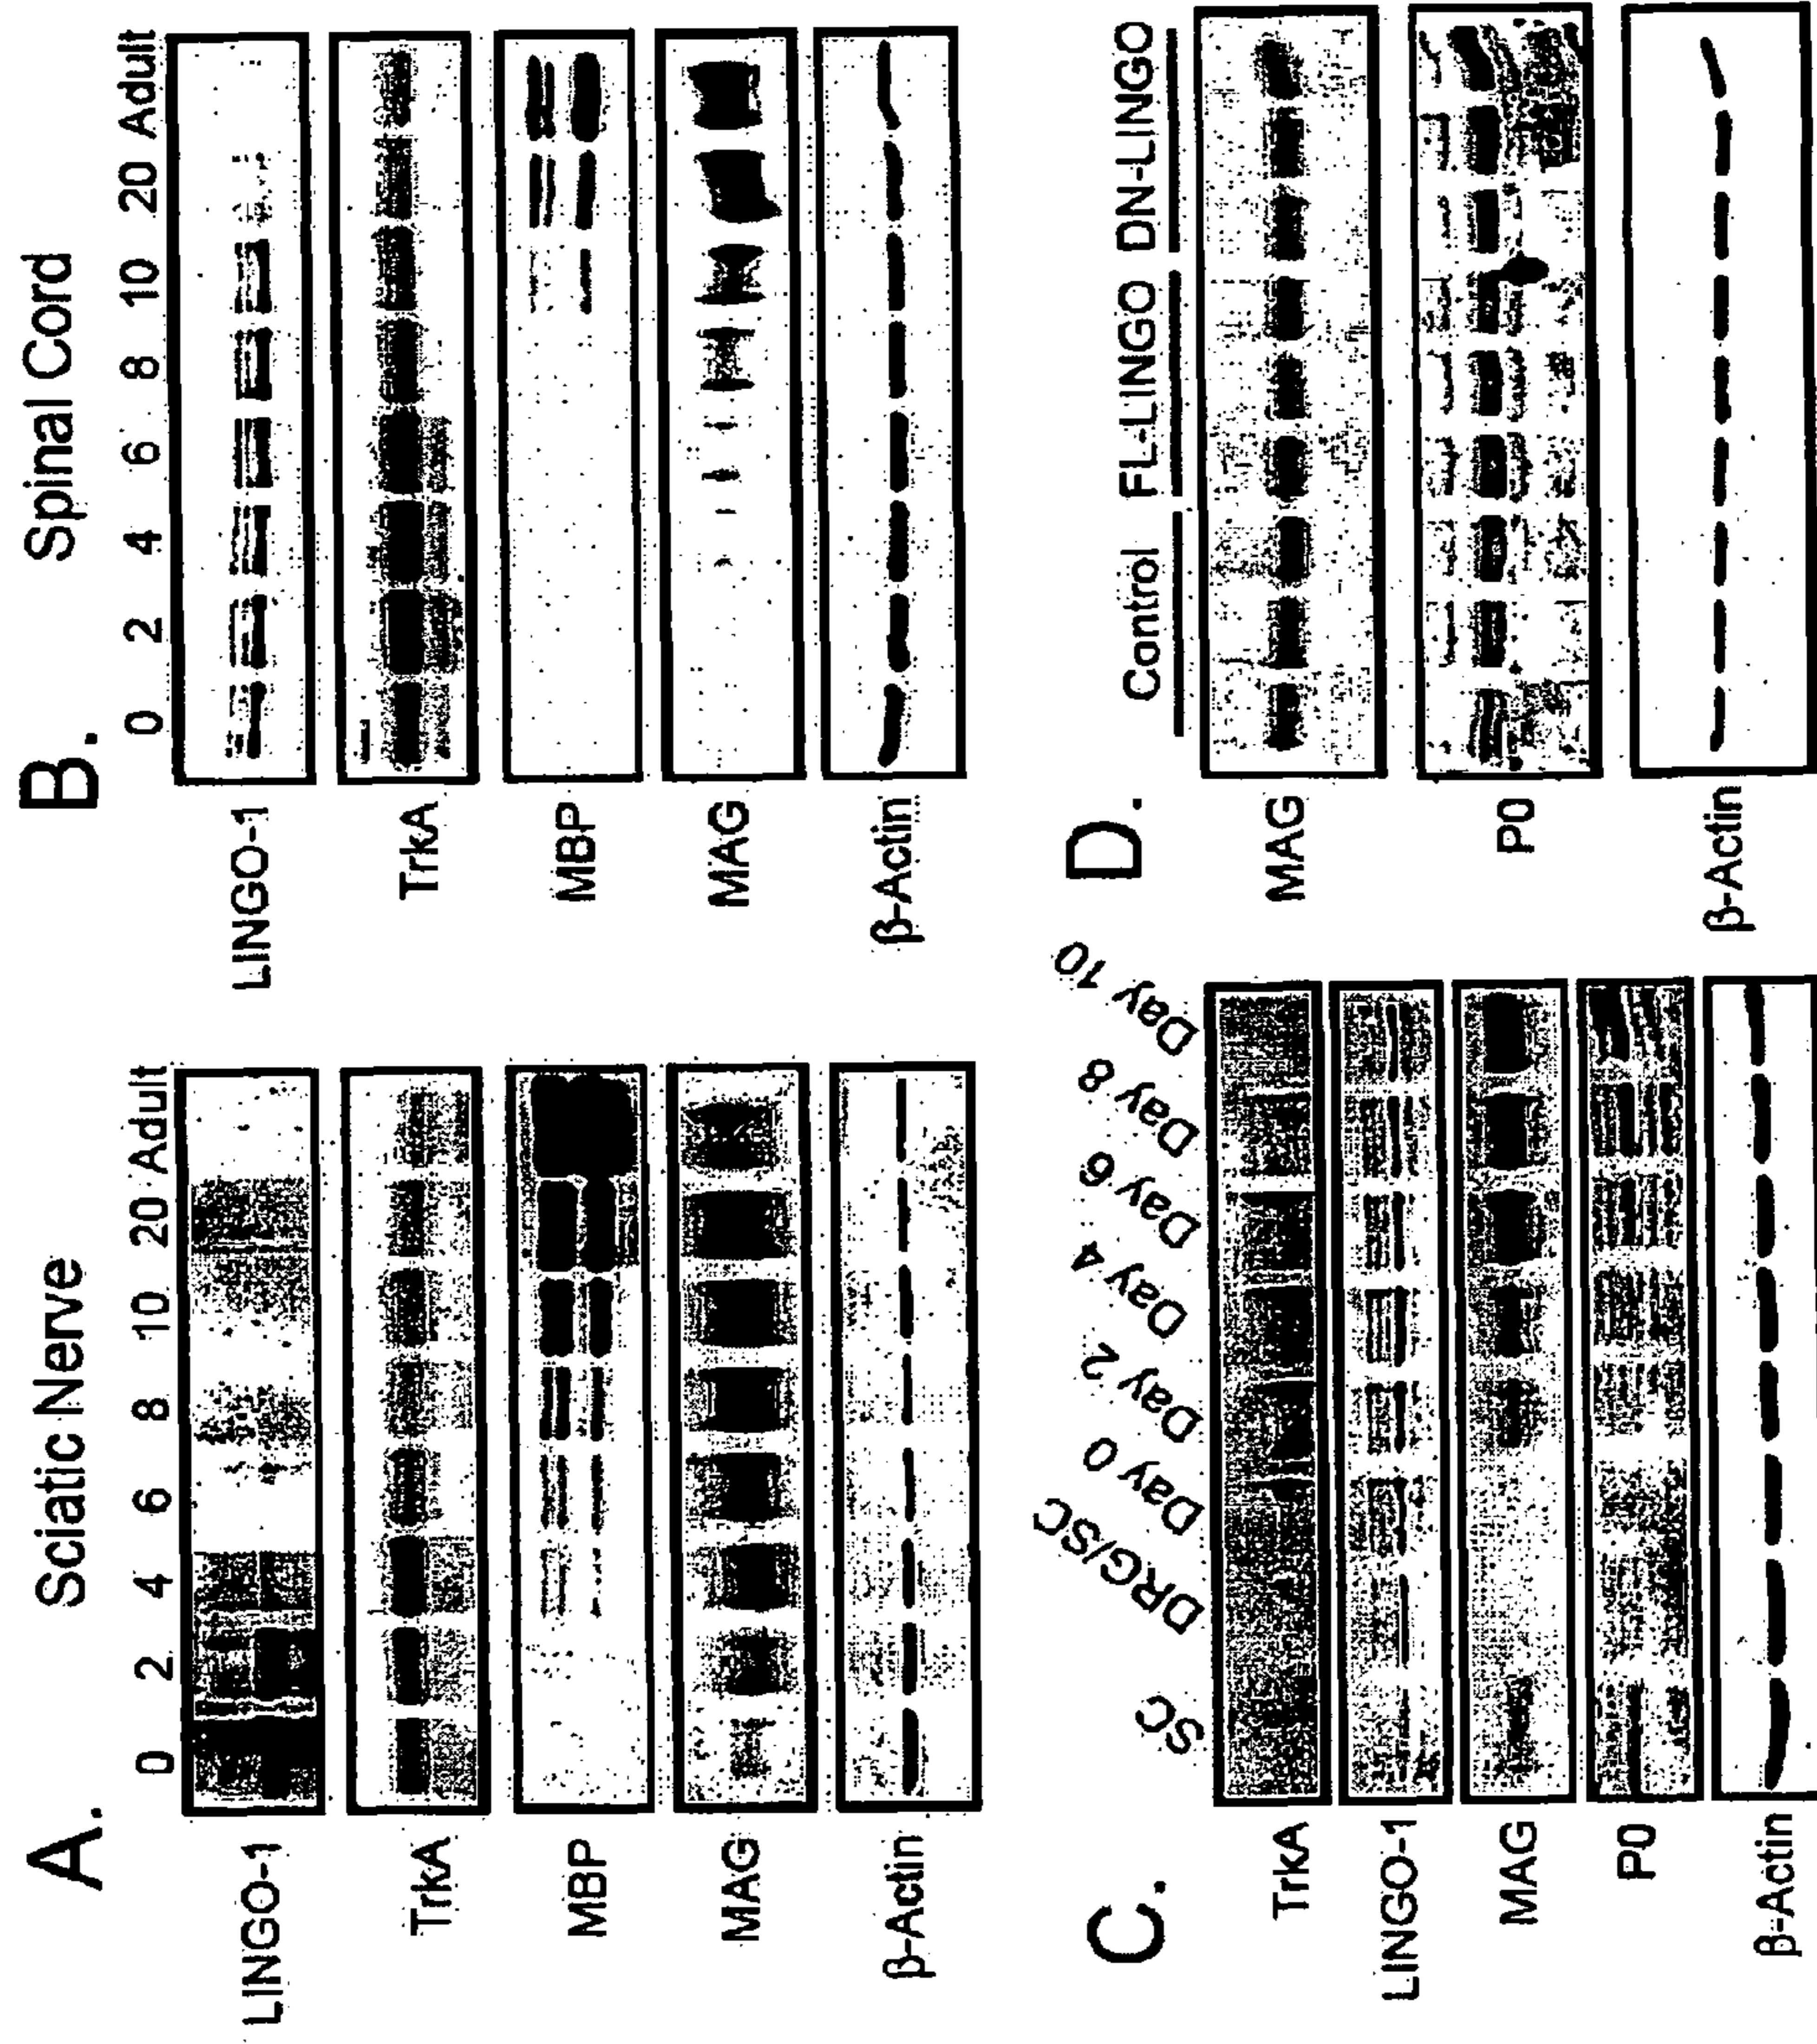 A.
Sciatic Nerve
0 2 4 6 8 10 20 Adult
LINGO-1
TrkA
MBP
MAG
β-Actin
B.
Spinal Cord
0 2 4 6 8 10 20 Adult
LINGO-1
TrkA
MBP
MAG
β-Actin
C.
SC DRG/SC Day 0 Day 2 Day 4 Day 6 Day 8 Day 10
TrkA
LINGO-1
MAG
P0
β-Actin
D.
Control FL-LINGO DN-LINGO
MAG
P0
β-Actin